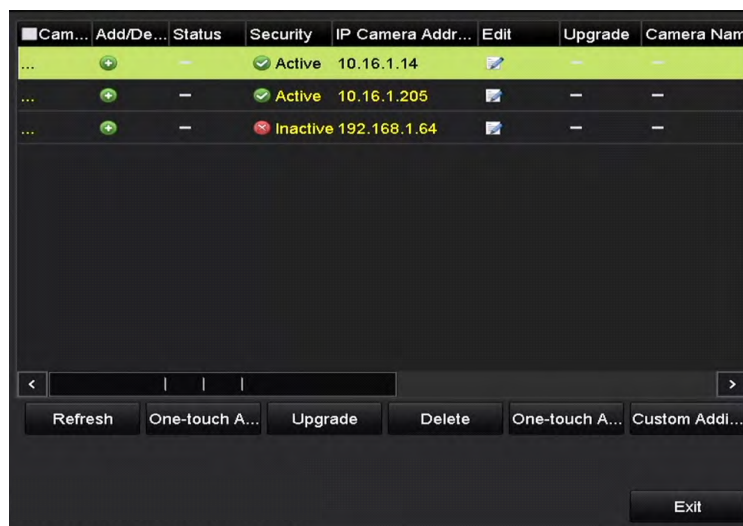 Cam... Add/De... Status Security IP Camera Addr... Edit Upgrade Camera Nam
... Active 10.16.1.14
... Active 10.16.1.205
... Inactive 192.168.1.64
Refresh One-touch A... Upgrade Delete One-touch A... Custom Addi...
Exit